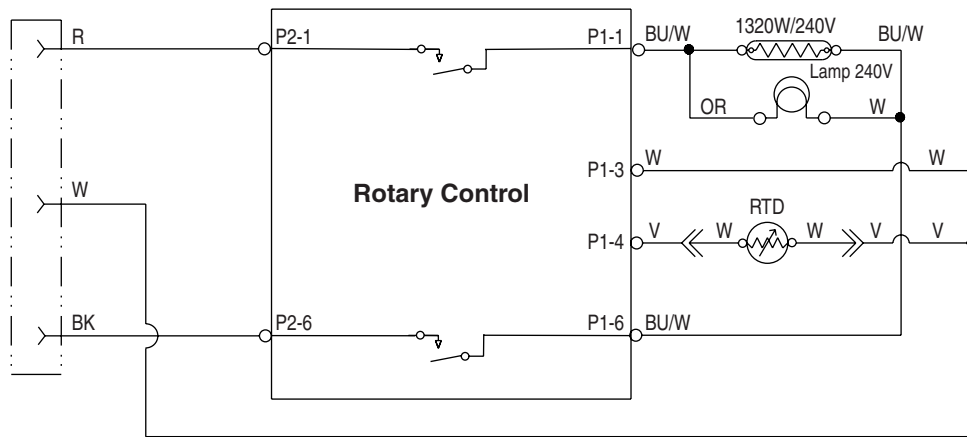 R P2-1 P1-1 BU/W 1320W/240V BU/W
Lamp 240V
OR W
P1-3 W W
W Rotary Control
RTD
P1-4 V W W V V
BK P2-6 P1-6 BU/W